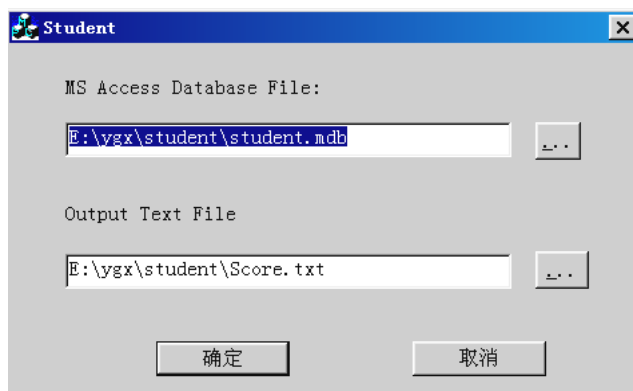 Student
MS Access Database File:
E:\ygx\student\student.mdb
...
Output Text File
E:\ygx\student\Score.txt
...
确定
取消